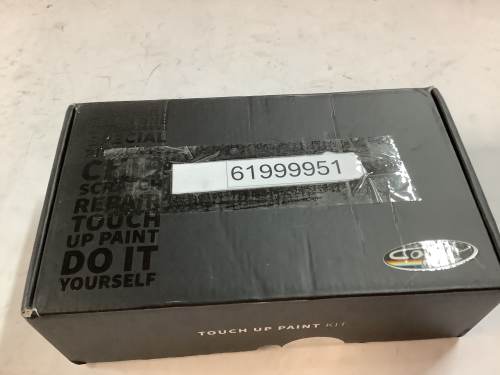 SPECIAL
SCRATCH
REPAIR
TOUCH
UP PAINT
DO IT
YOURSELF
61999951
TOUCH UP PAINT KIT